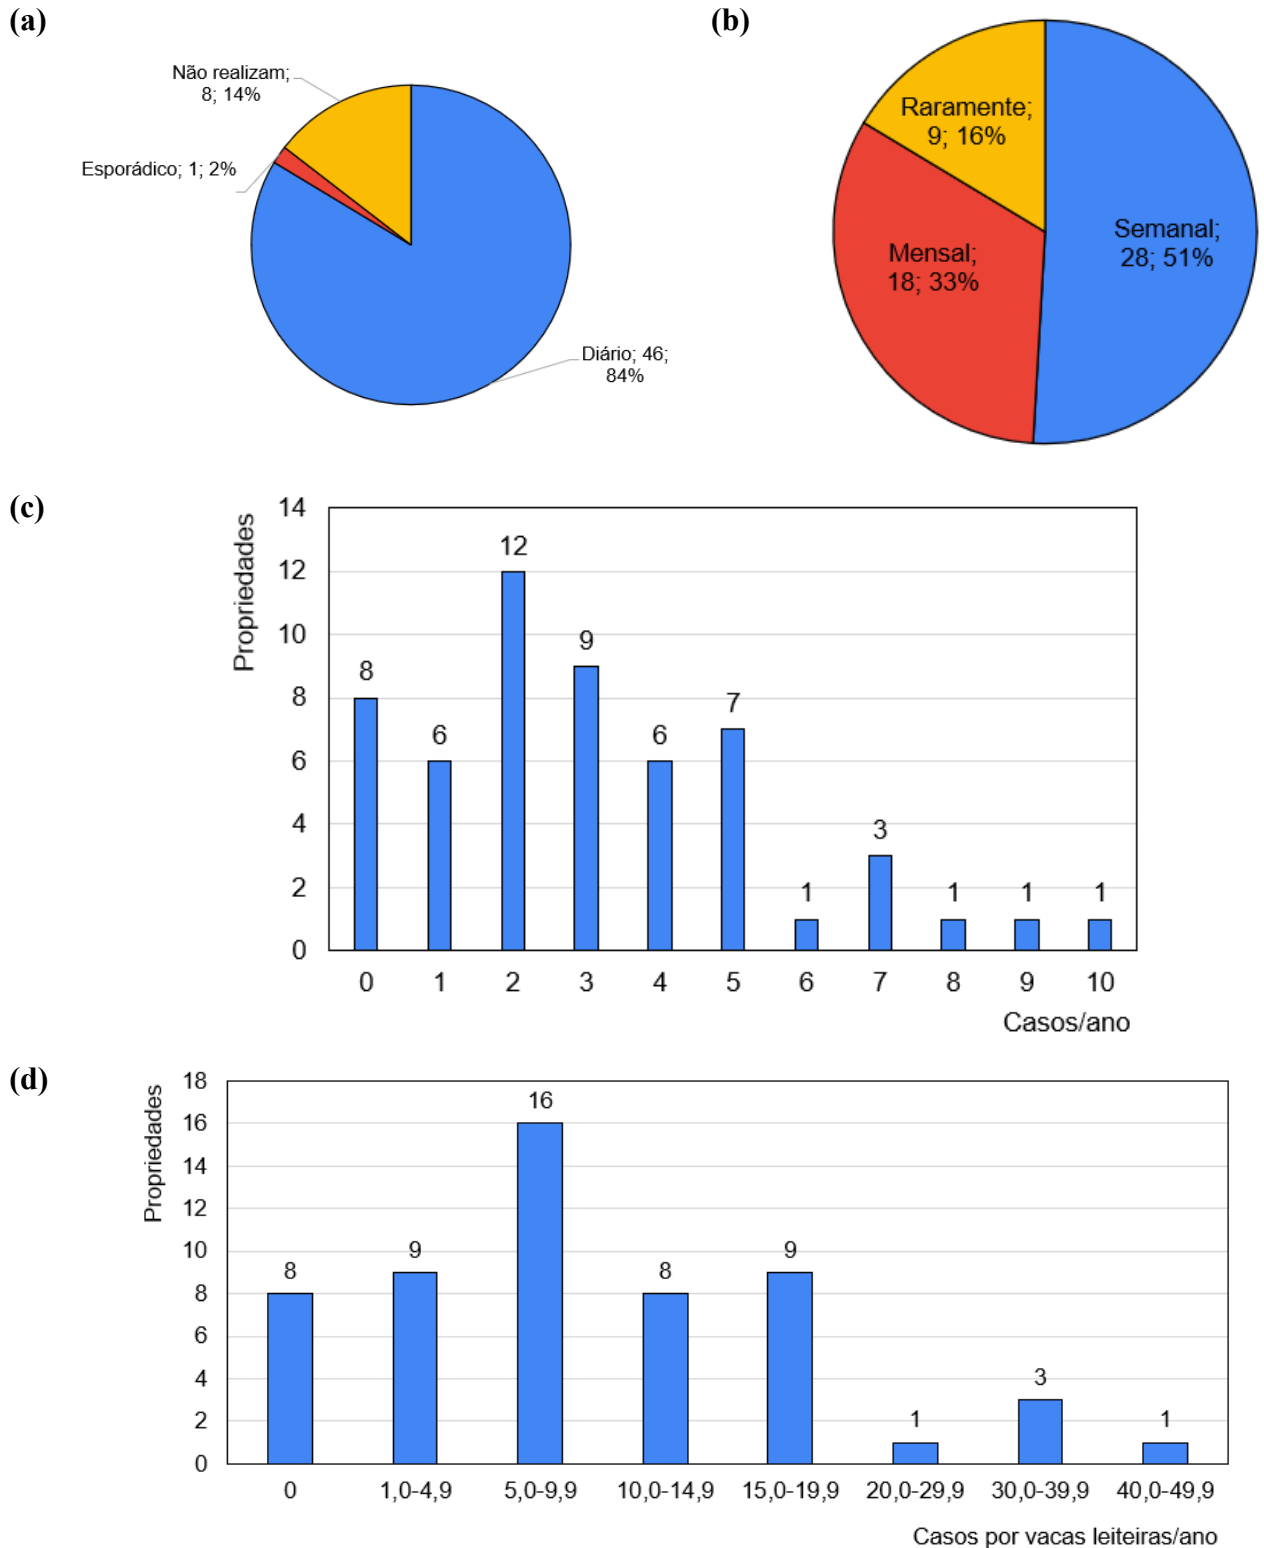 (a)
Não realizam;
8; 14%
Esporádico; 1; 2%
Diário; 46;
84%
(b)
Raramente;
9; 16%
Semanal;
28; 51%
Mensal;
18; 33%
(c)
Propriedades
14
12
10
8
6
4
2
0
8
6
12
9
6
7
1
3
1
1
1
0 1 2 3 4 5 6 7 8 9 10
Casos/ano
(d)
Propriedades
18
16
14
12
10
8
6
4
2
0
8
9
16
8
9
1
3
1
0 1,0-4,9 5,0-9,9 10,0-14,9 15,0-19,9 20,0-29,9 30,0-39,9 40,0-49,9
Casos por vacas leiteiras/ano